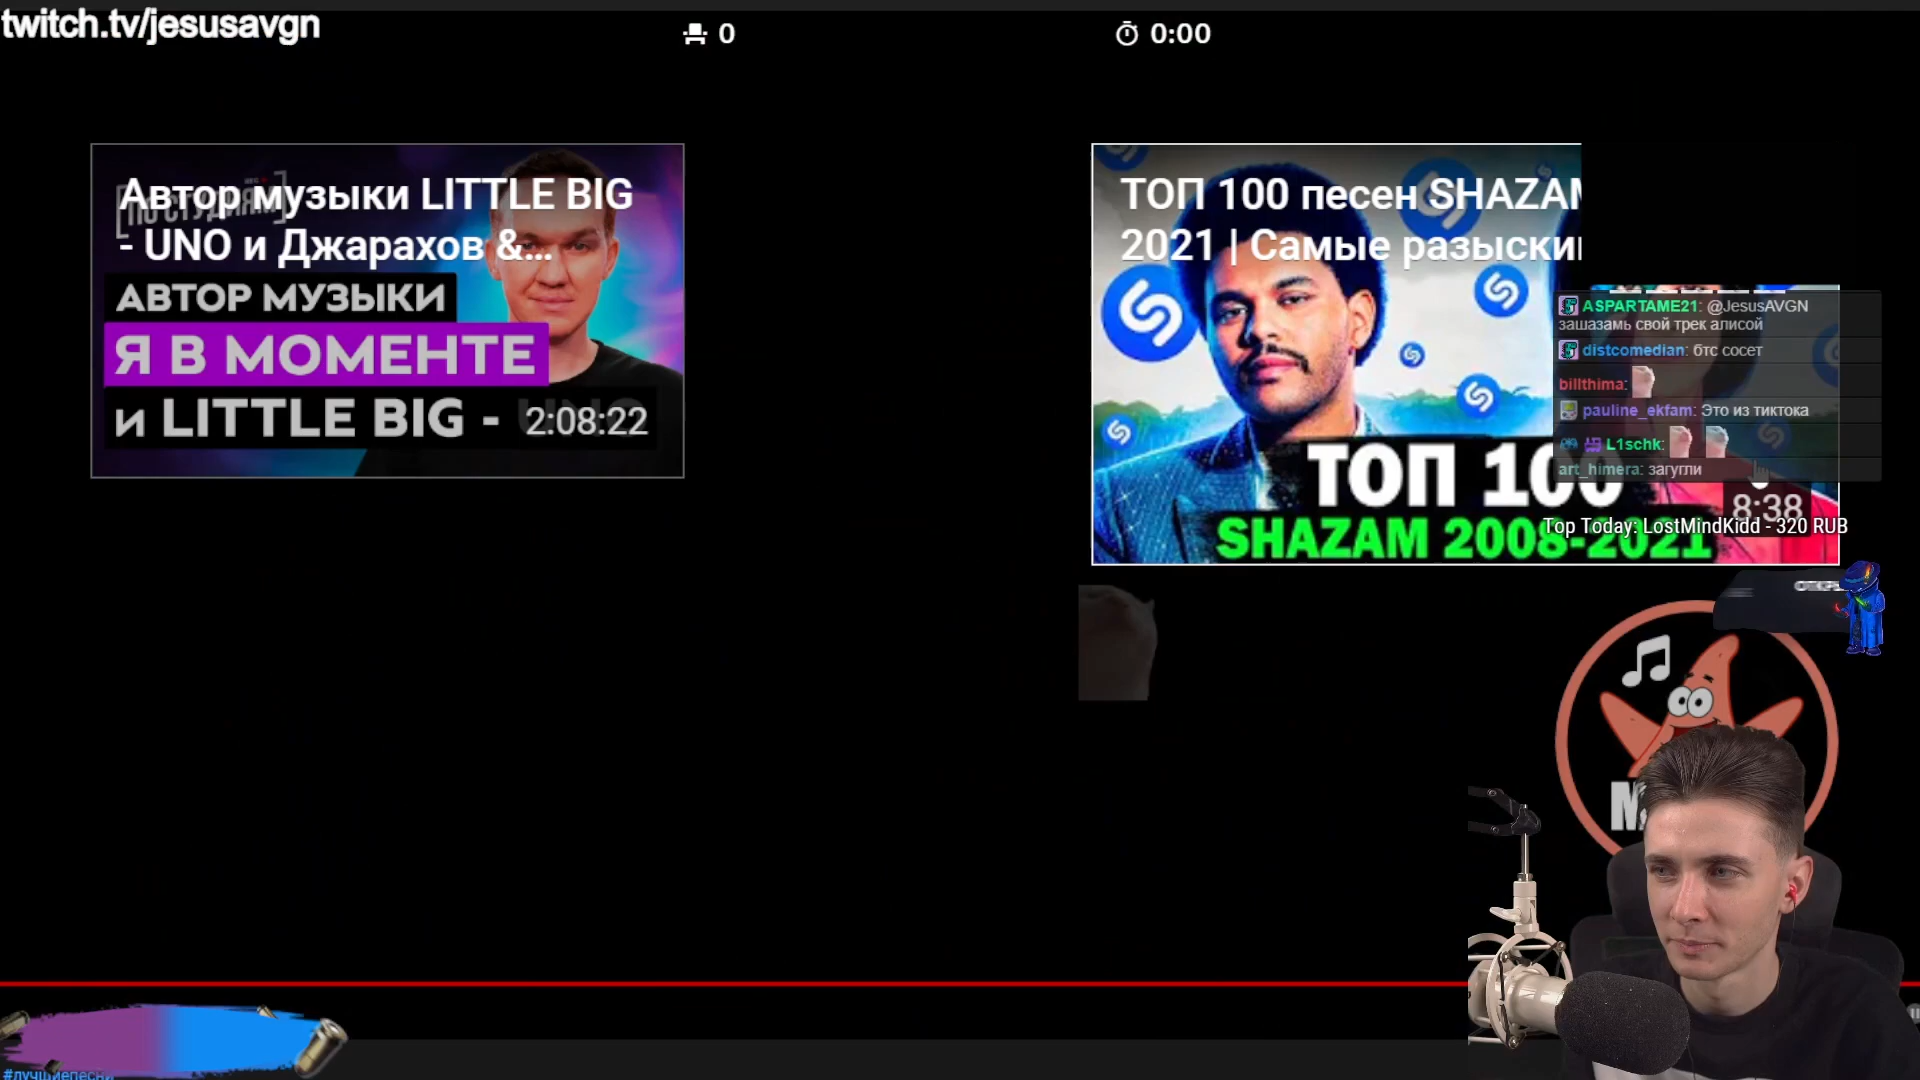 twitch.tv/jesusavgn
0
0:00
Автор музыки LITTLE BIG
- UNO и Джарахов &...
АВТОР МУЗЫКИ
Я В МОМЕНТЕ
и LITTLE BIG -
2:08:22
ТОП 100 песен SHAZAM
2021 | Самые
ASPARTAME21: @JesusAVGN
зашазамь свой трек алисой
distcomedian: бтс сосет
billthima:
pauline_ekfam: Это из тиктока
L1schk:
art_himera: загугли
ТОП 100
8:38
Top Today: LostMindKidd - 320 RUB
SHAZAM 2008-2021
#лучшиепесни